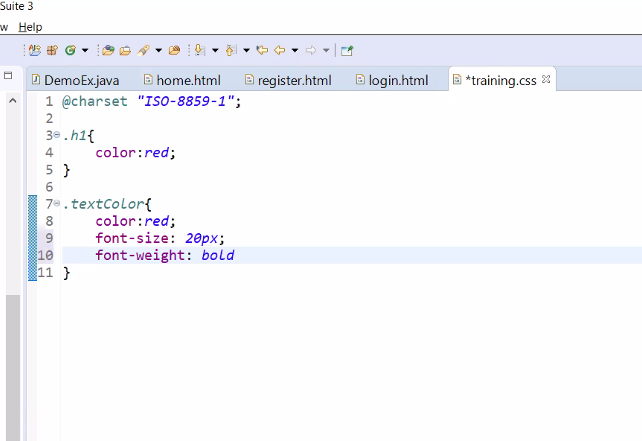 Suite 3
w Help
DemoEx.java home.html register.html login.html *training.css
1 @charset "ISO-8859-1";
2
3 .h1{
4 color:red;
5 }
6
7 .textColor{
8 color:red;
9 font-size: 20px;
10 font-weight: bold
11 }